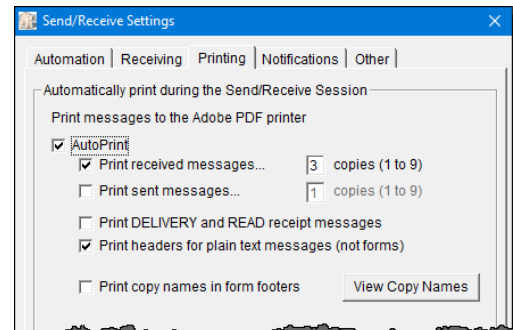 Send/Receive Settings
Automation Receiving Printing Notifications Other
Automatically print during the Send/Receive Session
Print messages to the Adobe PDF printer
AutoPrint
Print received messages... 3 copies (1 to 9)
Print sent messages... 1 copies (1 to 9)
Print DELIVERY and READ receipt messages
Print headers for plain text messages (not forms)
Print copy names in form footers View Copy Names